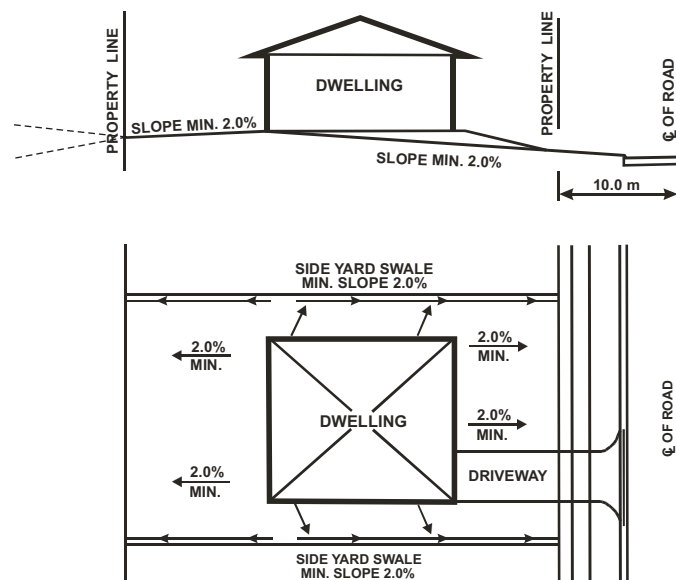 PROPERTY LINE
DWELLING
PROPERTY LINE
℄ OF ROAD
SLOPE MIN. 2.0%
SLOPE MIN. 2.0%
10.0 m
SIDE YARD SWALE
MIN. SLOPE 2.0%
2.0%
MIN.
2.0%
MIN.
DWELLING
2.0%
MIN.
℄ OF ROAD
2.0%
MIN.
DRIVEWAY
SIDE YARD SWALE
MIN. SLOPE 2.0%